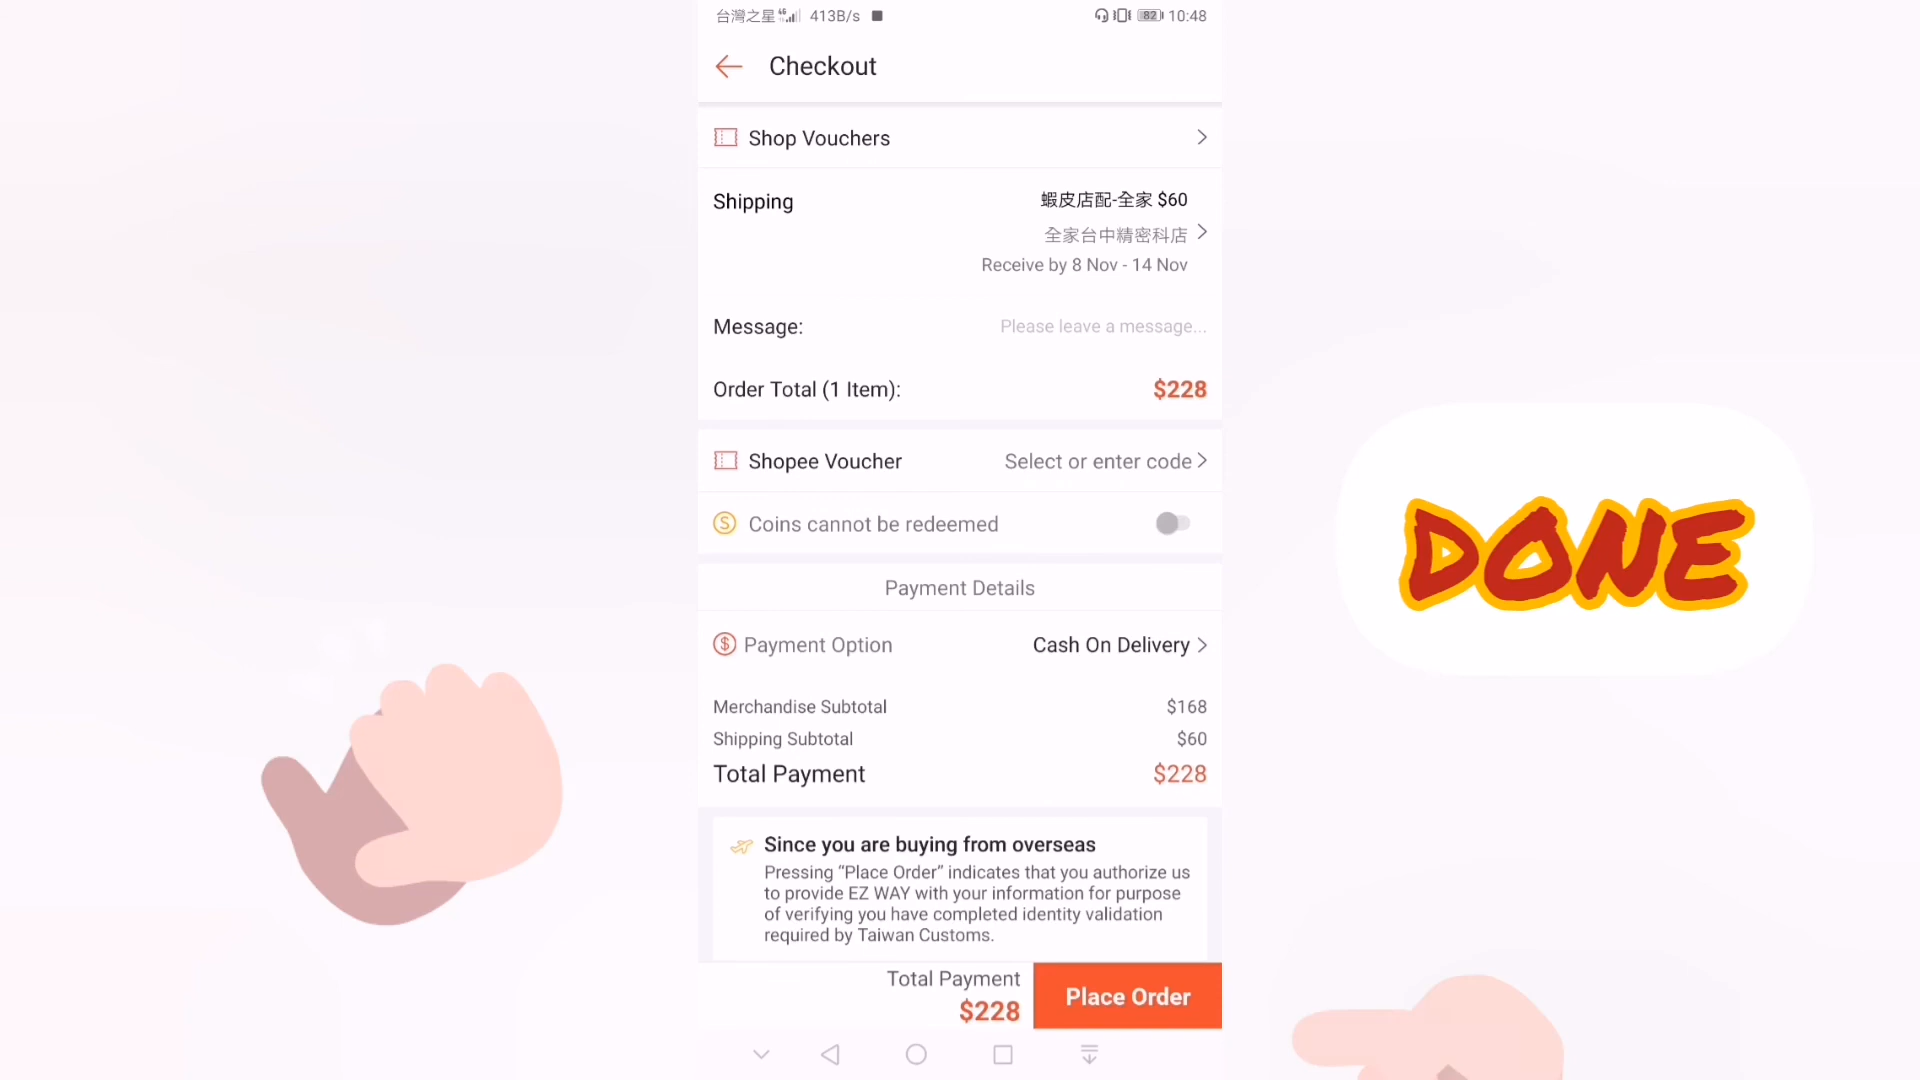 台灣之星 4G 413B/s 82 10:48
Checkout
Shop Vouchers
Shipping 蝦皮店配-全家 $60
全家台中精密科店
Receive by 8 Nov - 14 Nov
Message: Please leave a message...
Order Total (1 Item): $228
Shopee Voucher Select or enter code
Coins cannot be redeemed
DONE
Payment Details
Payment Option Cash On Delivery
Merchandise Subtotal $168
Shipping Subtotal $60
Total Payment $228
Since you are buying from overseas
Pressing “Place Order” indicates that you authorize us
to provide EZ WAY with your information for purpose
of verifying you have completed identity validation
required by Taiwan Customs.
Total Payment
$228
Place Order